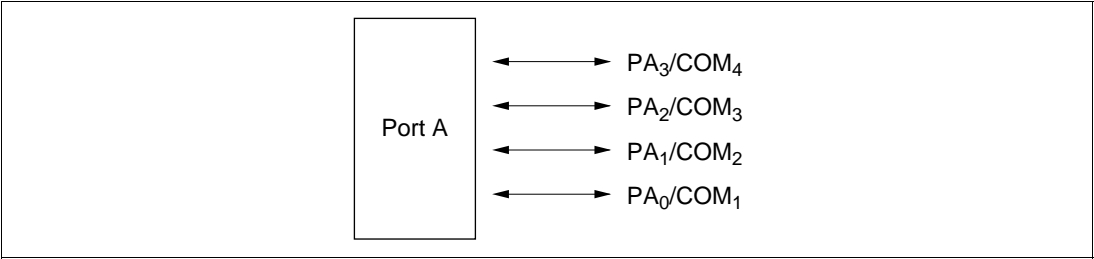 PA₃/COM₄
PA₂/COM₃
Port A
PA₁/COM₂
PA₀/COM₁